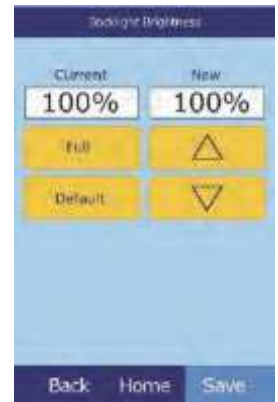 Backlight Brightness
Current New
100% 100%
Full
Default
Back Home Save